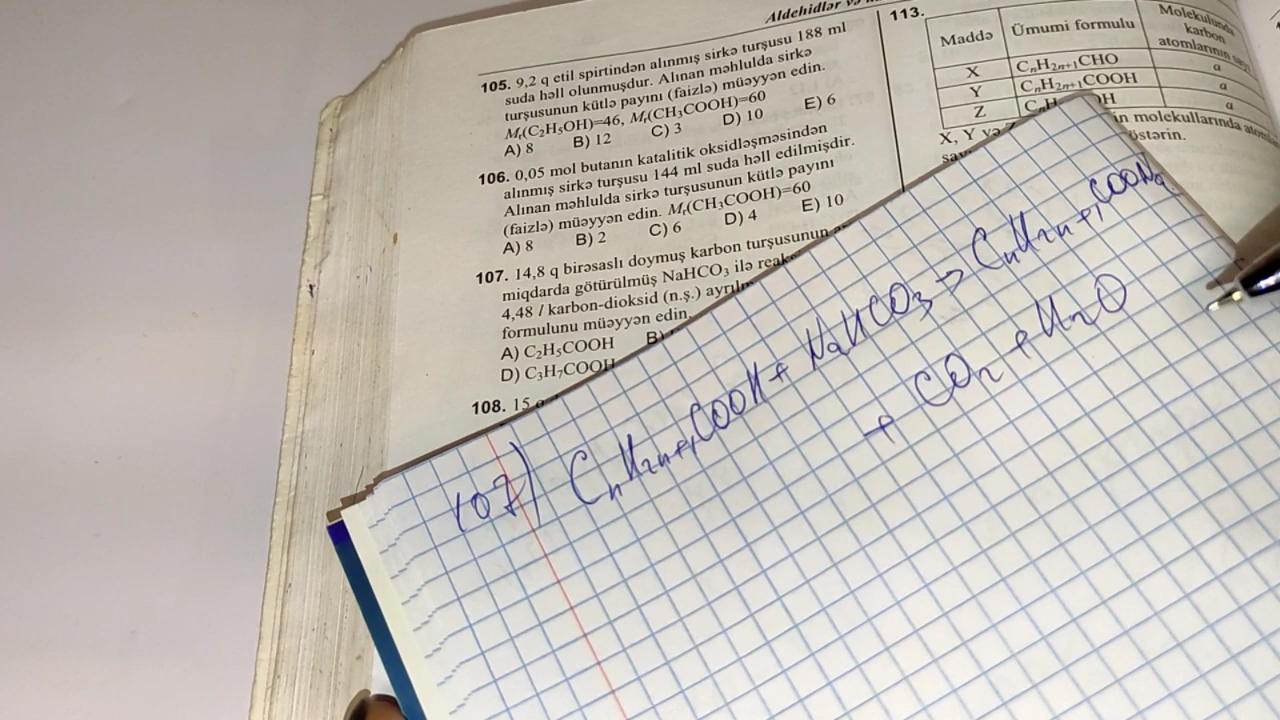 Aldehidlər
105. 9,2 q etil spirtindən alınmış sirkə turşusu 188 ml
suda həll olunmuşdur. Alınan məhlulda sirkə
turşusunun kütlə payını (faizlə) müəyyən edin.
Mr(C₂H₅OH)=46, Mr(CH₃COOH)=60
A) 8 B) 12 C) 3 D) 10 E) 6
106. 0,05 mol butanın katalitik oksidləşməsindən
alınmış sirkə turşusu 144 ml suda həll edilmişdir.
Alınan məhlulda sirkə turşusunun kütlə payını
(faizlə) müəyyən edin. Mr(CH₃COOH)=60
A) 8 B) 2 C) 6 D) 4 E) 10
107. 14,8 q birəsaslı doymuş karbon turşusunun
miqdarda götürülmüş NaHCO₃ ilə
4,48 l karbon-dioksid (n.ş.)
formulunu müəyyən edin.
A) C₂H₅COOH B)
D) C₃H₇COOH
108. 15
113.
Maddə Ümumi formulu Molekulunda
karbon
atomlarının
X CₙH₂ₙ₊₁CHO a
Y CₙH₂ₙ₊₁COOH a
Z a
X, Y və molekullarında
107) CₙH₂ₙ₊₁COOH + NaHCO₃ → CₙH₂ₙ₊₁COONa
+ CO₂ + H₂O